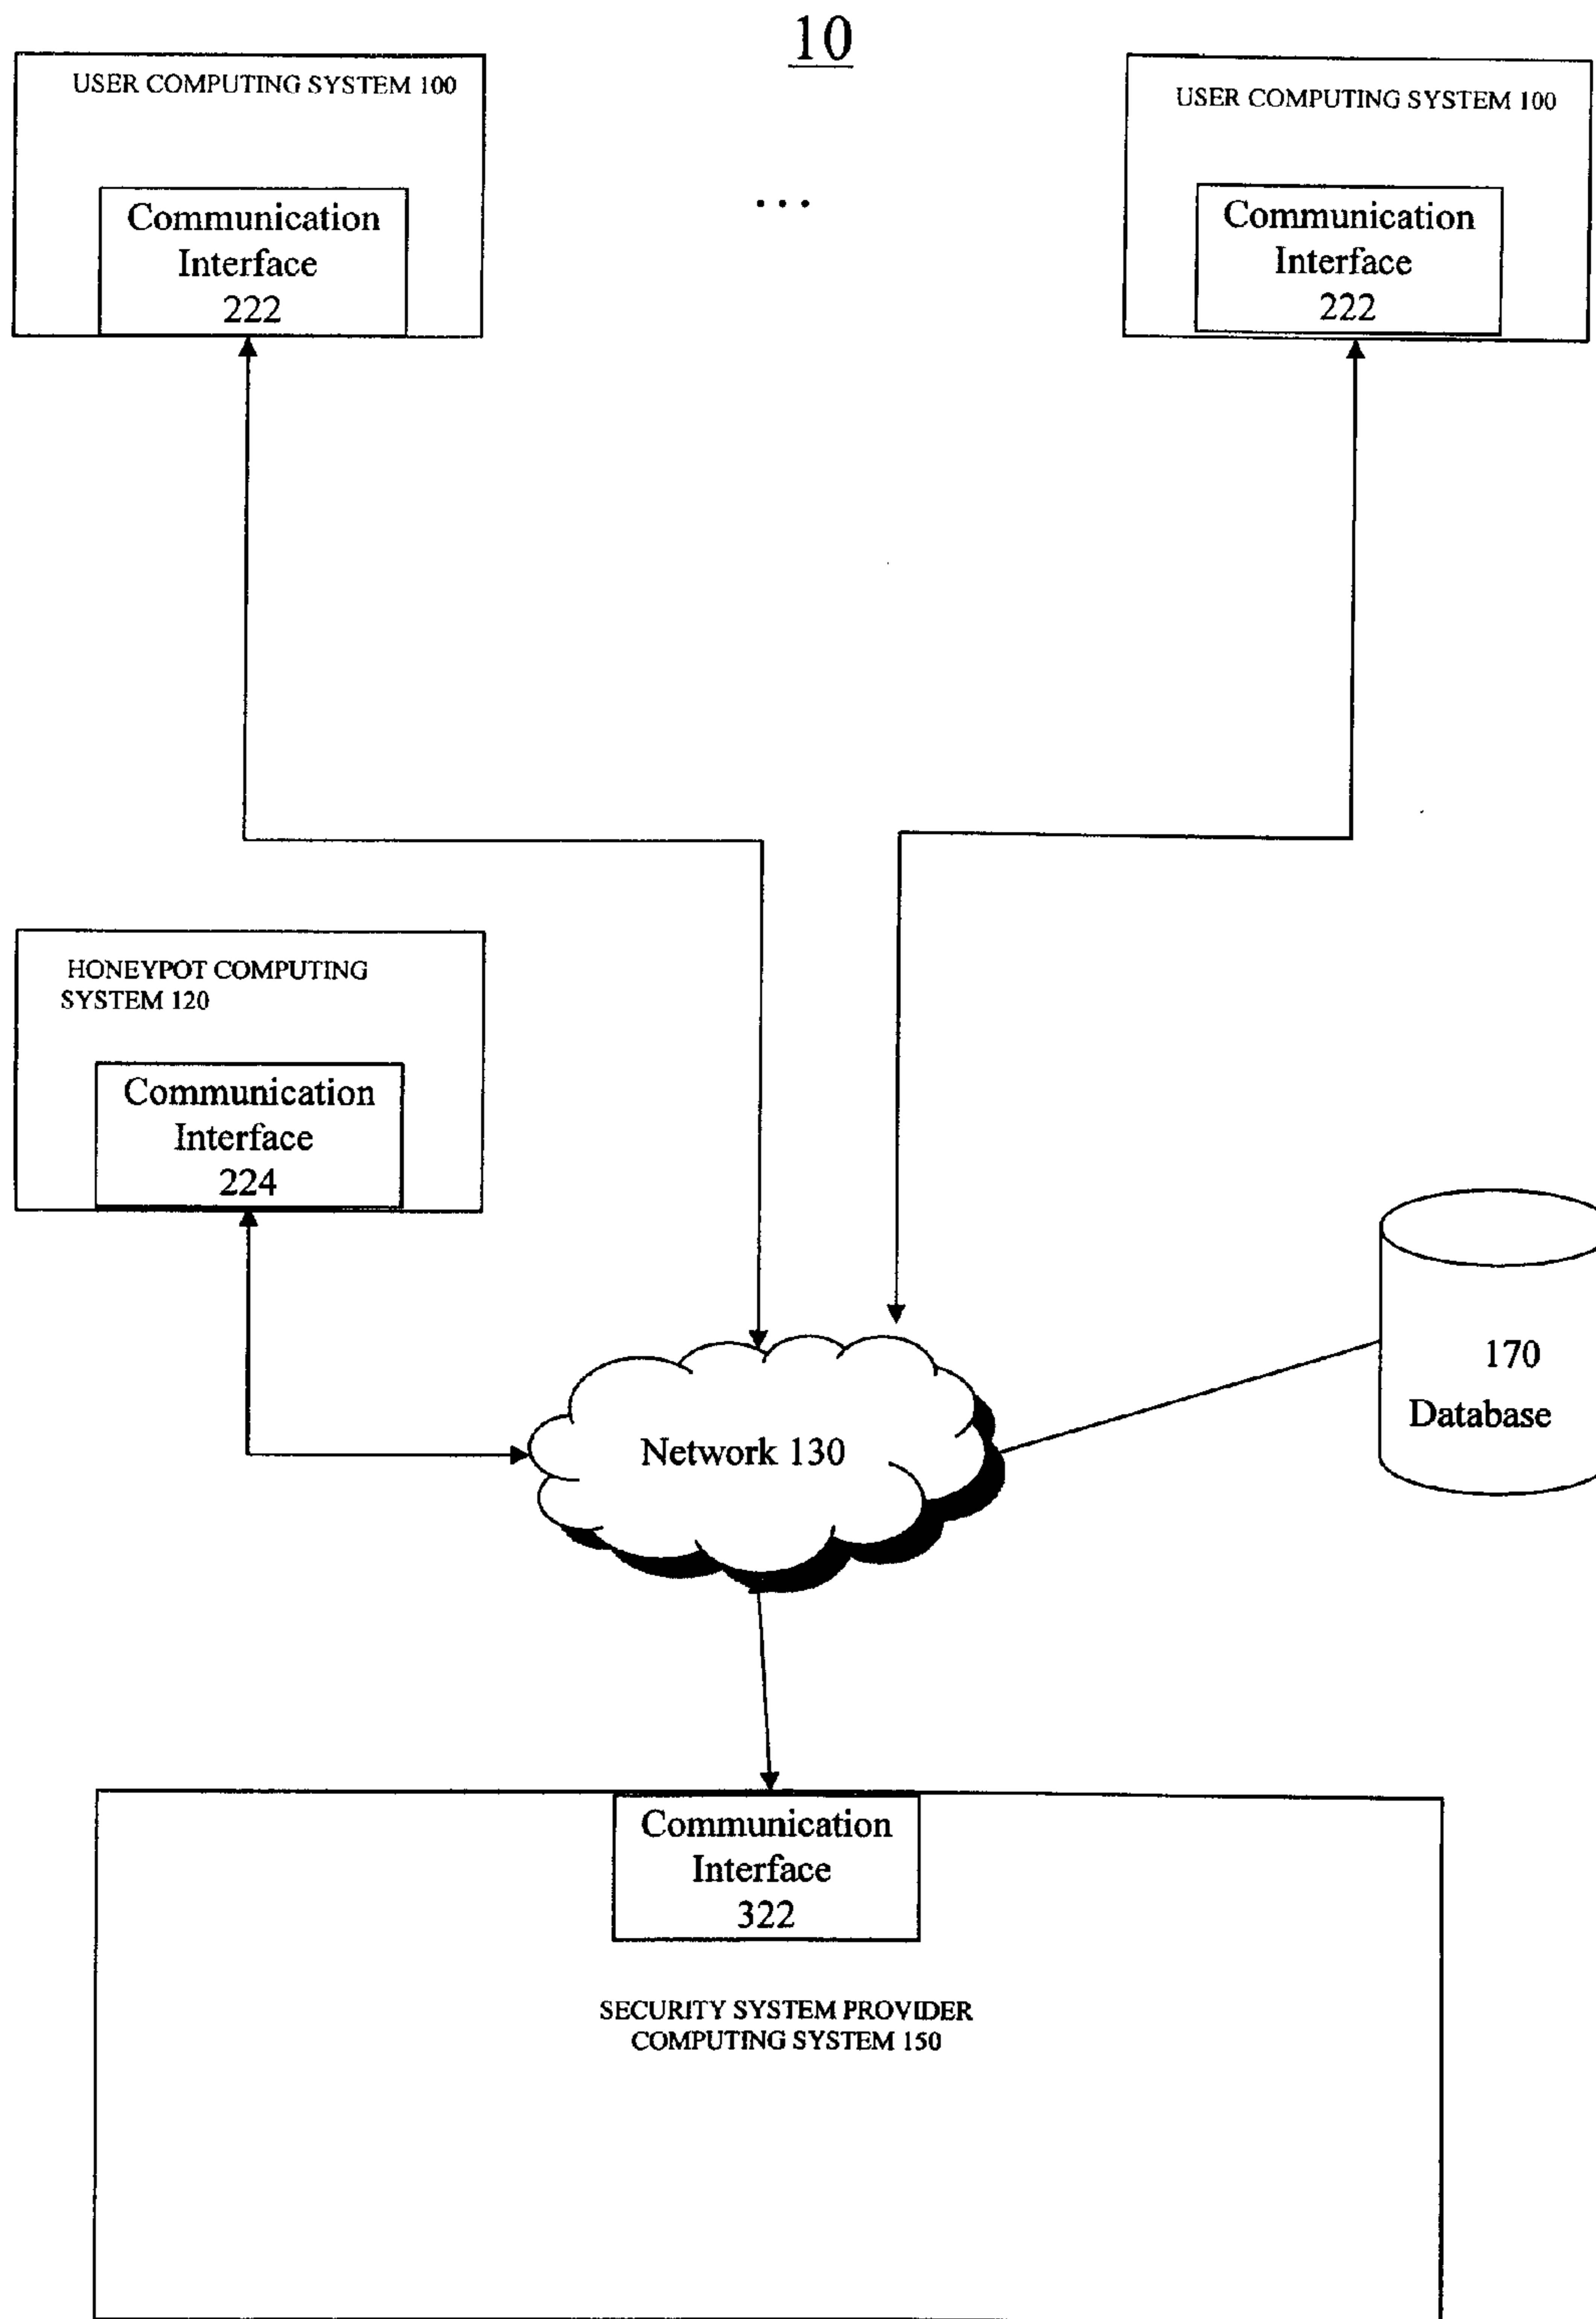 10
USER COMPUTING SYSTEM 100
Communication
Interface
222
...
USER COMPUTING SYSTEM 100
Communication
Interface
222
HONEYPOT COMPUTING
SYSTEM 120
Communication
Interface
224
Network 130
170
Database
Communication
Interface
322
SECURITY SYSTEM PROVIDER
COMPUTING SYSTEM 150